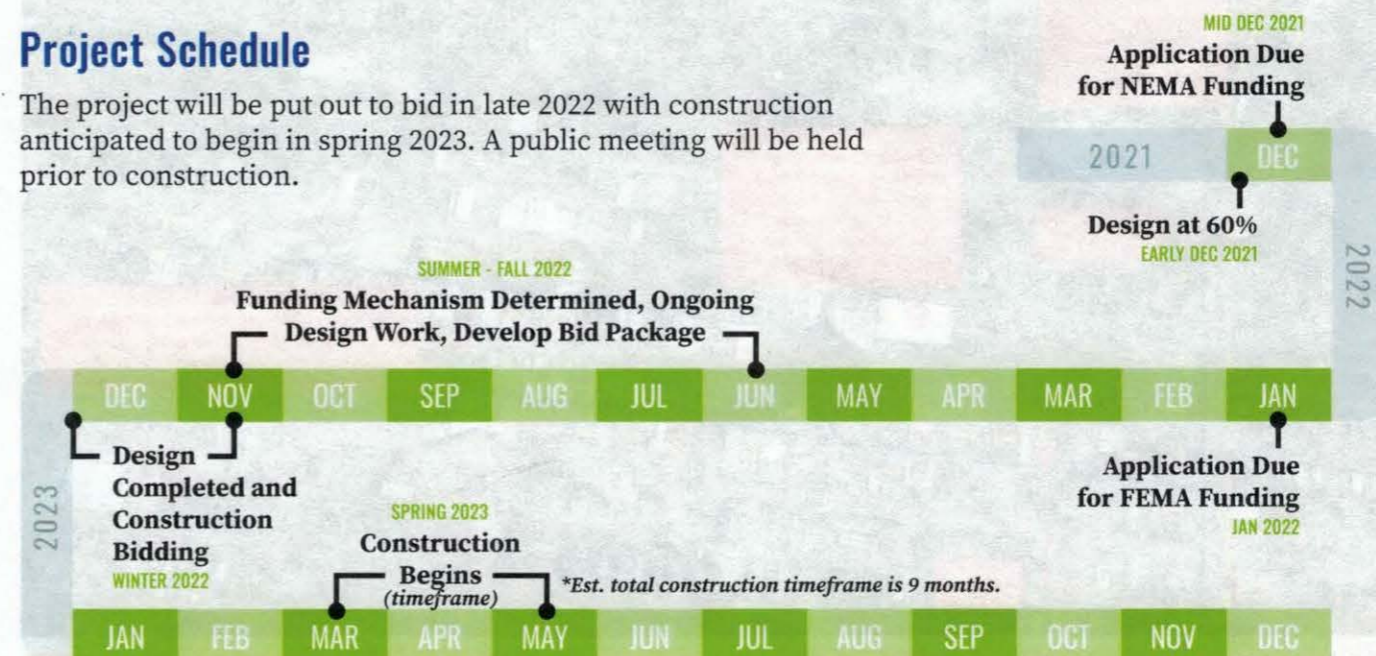 Project Schedule
The project will be put out to bid in late 2022 with construction
anticipated to begin in spring 2023. A public meeting will be held
prior to construction.
MID DEC 2021
Application Due
for NEMA Funding
2021 DEC
Design at 60%
EARLY DEC 2021
2022
SUMMER - FALL 2022
Funding Mechanism Determined, Ongoing
Design Work, Develop Bid Package
DEC NOV OCT SEP AUG JUL JUN MAY APR MAR FEB JAN
Application Due
for FEMA Funding
JAN 2022
Design
Completed and
Construction
Bidding
WINTER 2022
2023
SPRING 2023
Construction
Begins
(timeframe)
*Est. total construction timeframe is 9 months.
JAN FEB MAR APR MAY JUN JUL AUG SEP OCT NOV DEC